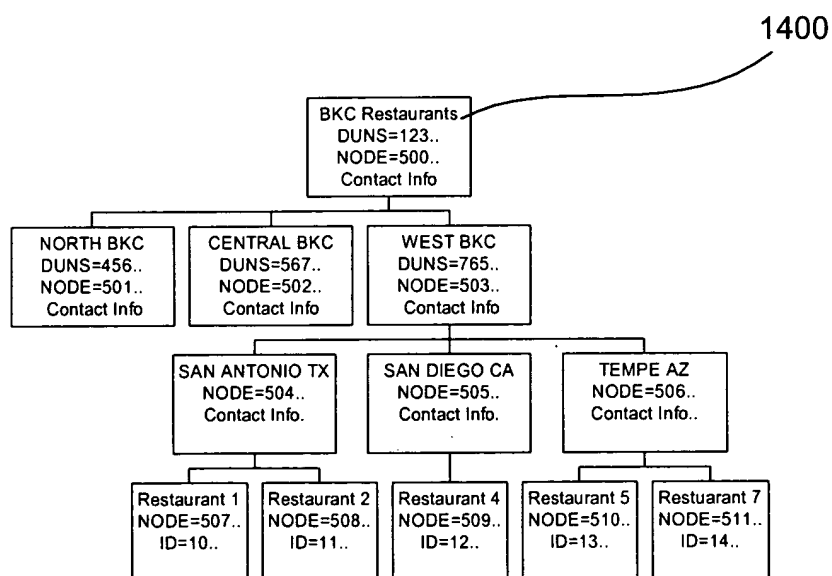 1400
BKC Restaurants
DUNS=123..
NODE=500..
Contact Info
NORTH BKC
DUNS=456..
NODE=501..
Contact Info
CENTRAL BKC
DUNS=567..
NODE=502..
Contact Info
WEST BKC
DUNS=765..
NODE=503..
Contact Info
SAN ANTONIO TX
NODE=504..
Contact Info.
SAN DIEGO CA
NODE=505..
Contact Info.
TEMPE AZ
NODE=506..
Contact Info..
Restaurant 1
NODE=507..
ID=10..
Restaurant 2
NODE=508..
ID=11..
Restaurant 4
NODE=509..
ID=12..
Restaurant 5
NODE=510..
ID=13..
Restuarant 7
NODE=511..
ID=14..